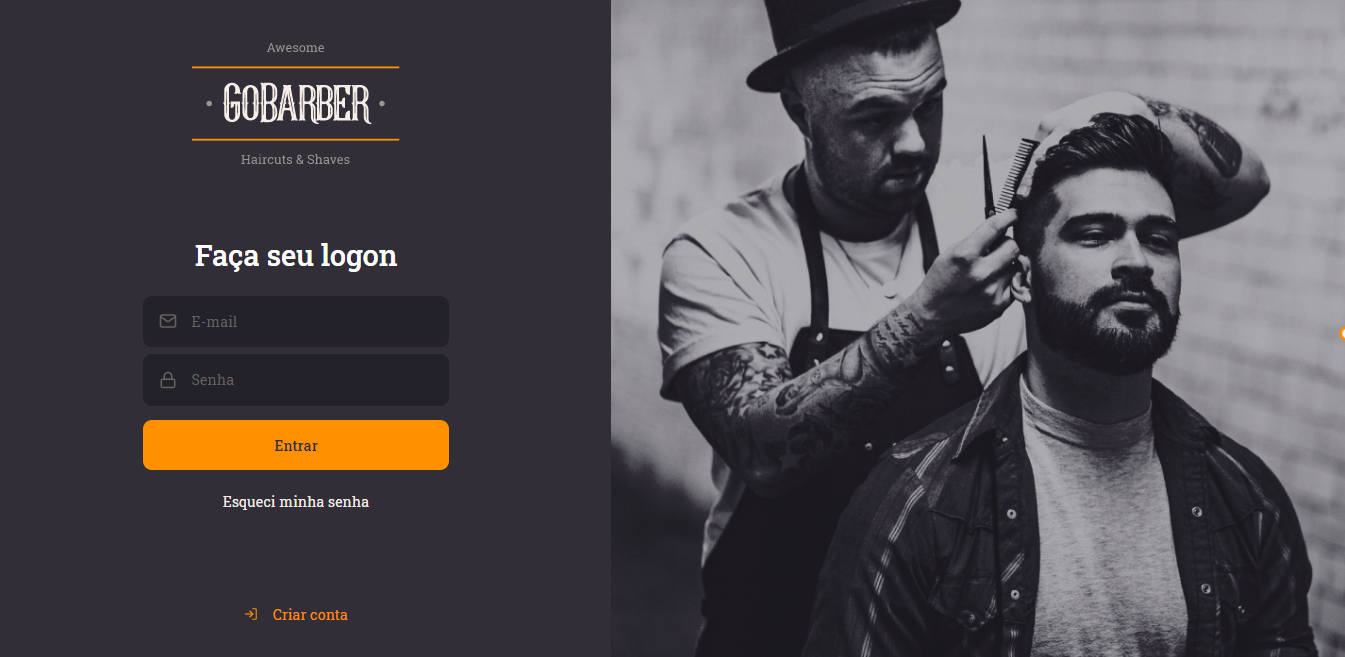 Awesome
• GOBARBER •
Haircuts & Shaves
Faça seu logon
E-mail
Senha
Entrar
Esqueci minha senha
Criar conta